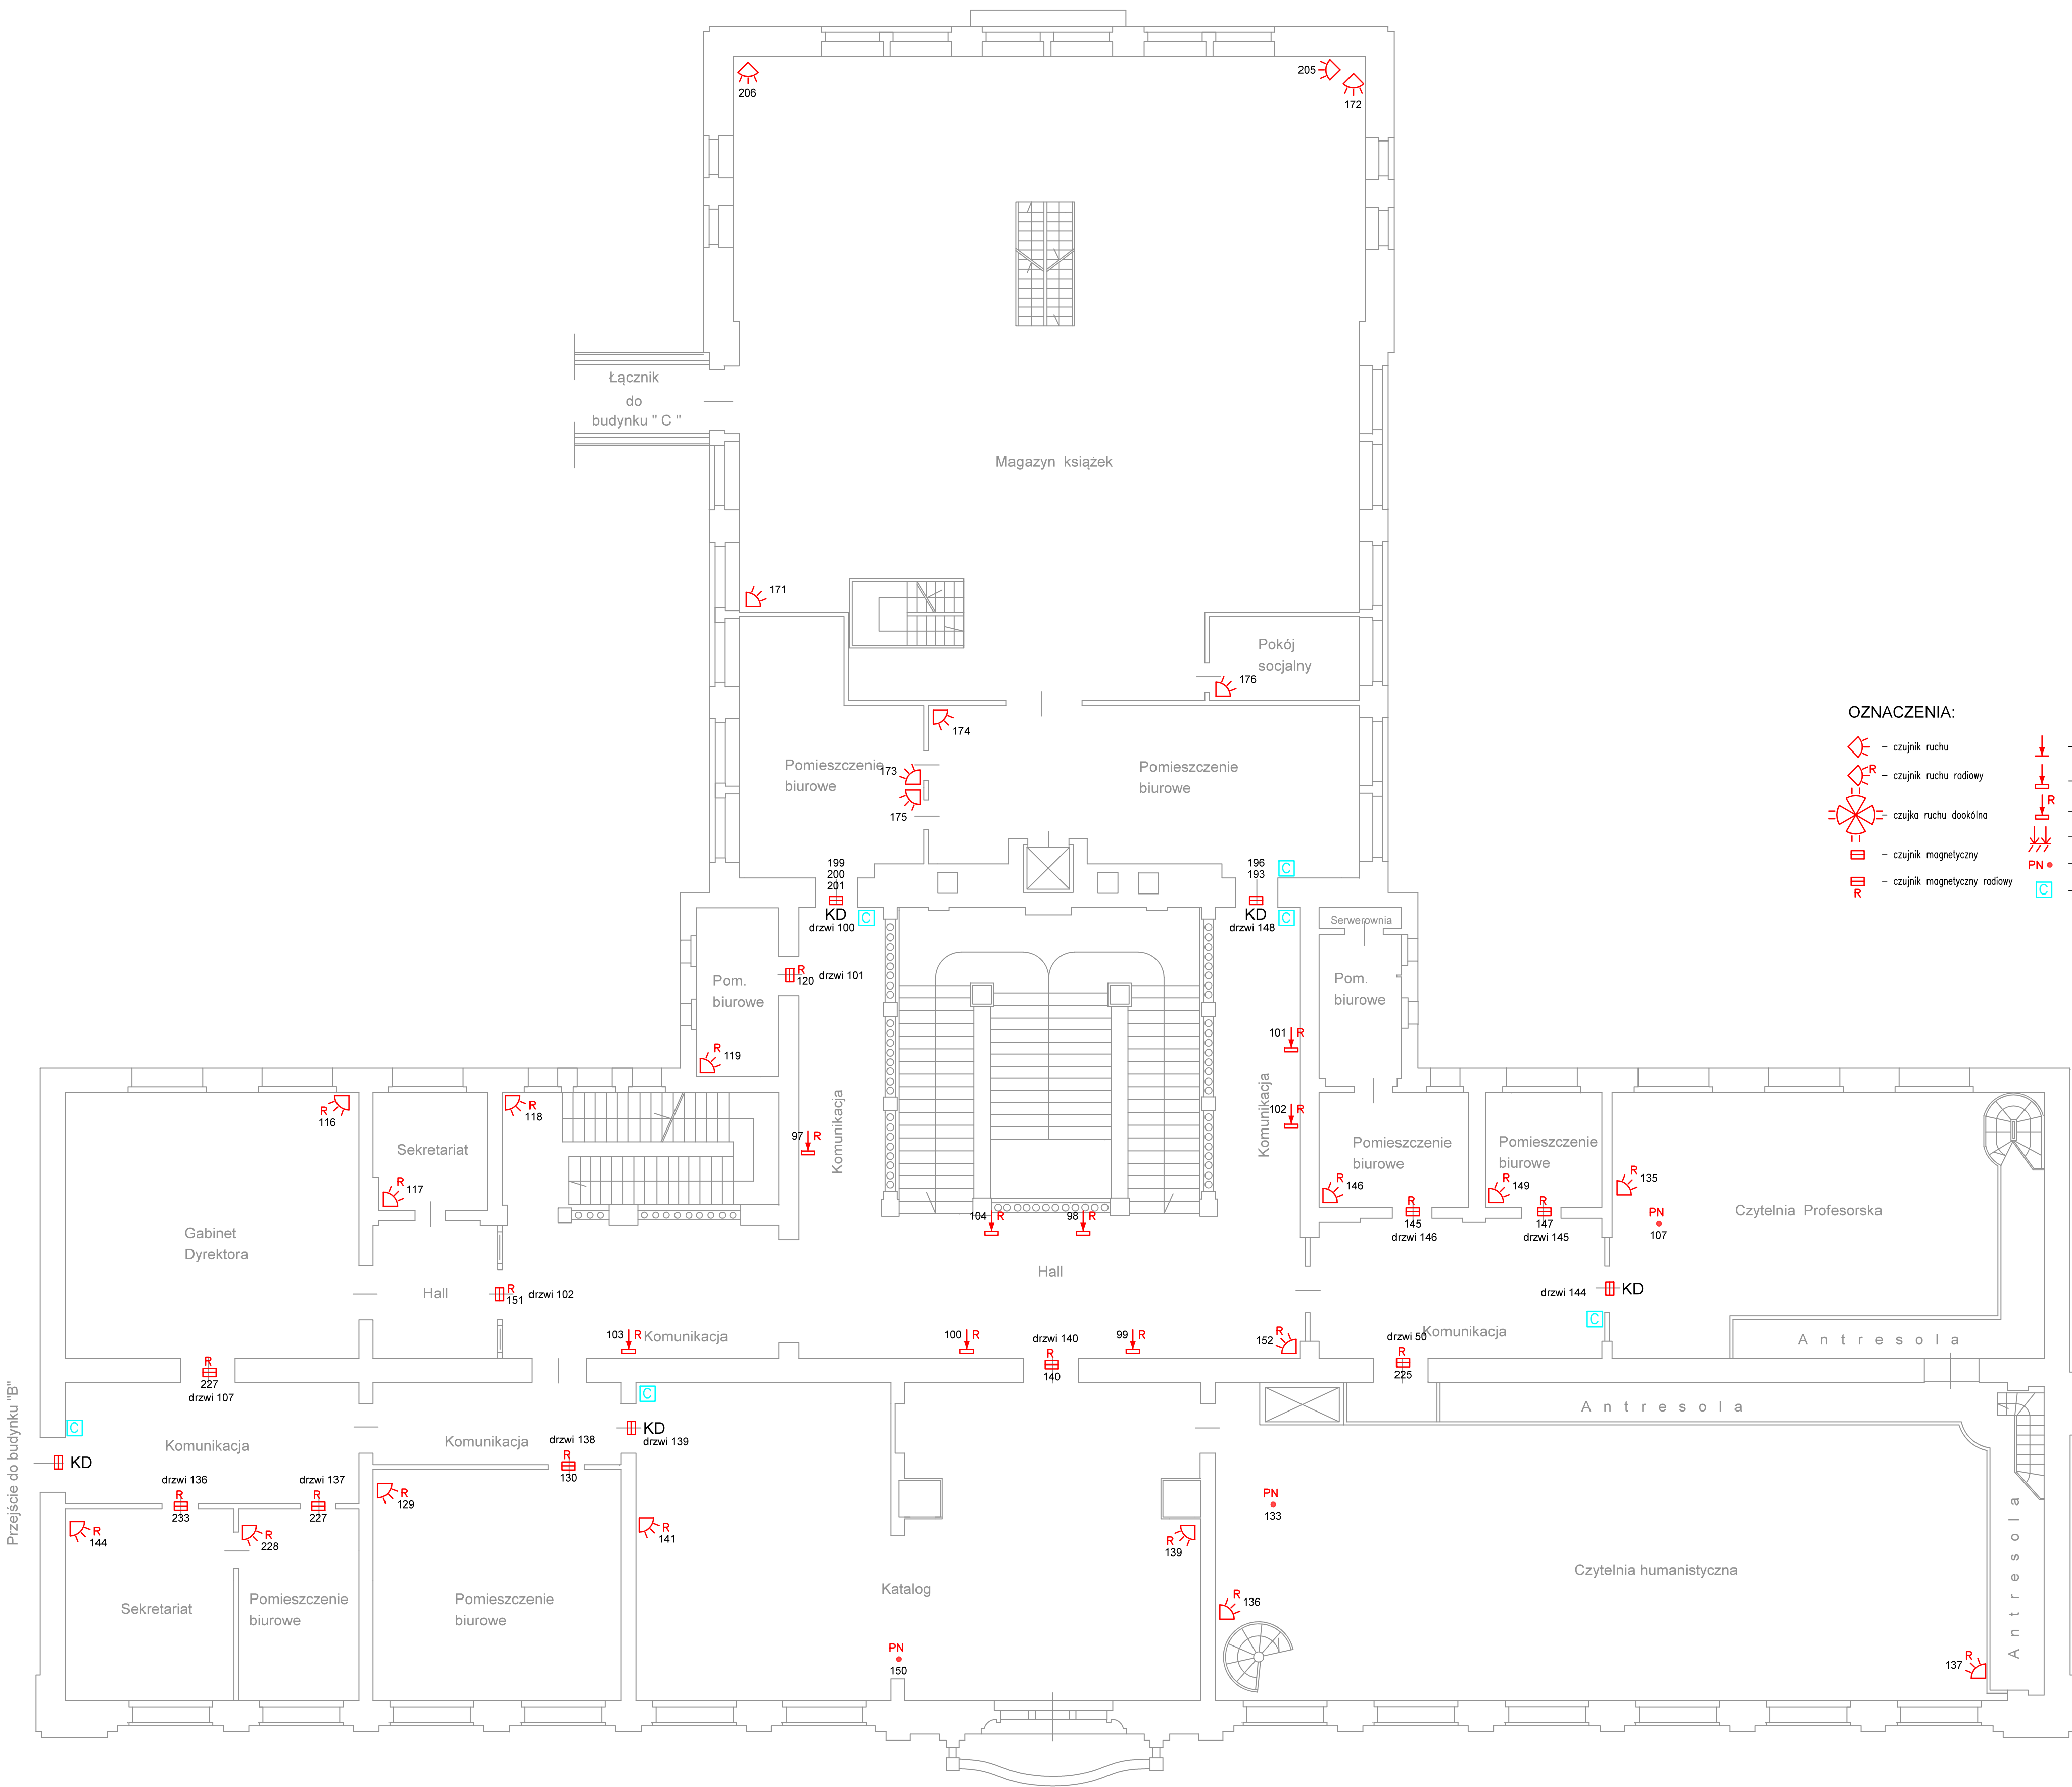 206
205
172
Łącznik
do
budynku " C "
Magazyn książek
171
Pokój
socjalny
176
174
Pomieszczenie
biurowe
173
175
Pomieszczenie
biurowe
OZNACZENIA:
– czujnik ruchu
R – czujnik ruchu radiowy
– czujka ruchu dookólna
– czujnik magnetyczny
R – czujnik magnetyczny radiowy
–
–
R –
–
PN –
C –
199
200
201
KD
C
drzwi 100
196
193
C
KD
C
drzwi 148
Serwerownia
Pom.
biurowe
R
120
drzwi 101
Pom.
biurowe
R
119
101 R
102 R
Komunikacja
Komunikacja
97 R
R
116
R
118
Sekretariat
R
117
Gabinet
Dyrektora
Hall
R
151
drzwi 102
104 R
98 R
Hall
Pomieszczenie
biurowe
R
146
R
145
drzwi 146
Pomieszczenie
biurowe
R
149
R
147
drzwi 145
R
135
PN
107
Czytelnia Profesorska
drzwi 144
KD
C
103 R
Komunikacja
100 R
drzwi 140
R
140
99 R
R
152
drzwi 50
R
225
Komunikacja
Antresola
R
227
drzwi 107
C
Przejście do budynku "B"
KD
Komunikacja
Komunikacja
C
KD
drzwi 139
drzwi 138
R
130
Antresola
drzwi 136
R
233
drzwi 137
R
227
R
144
R
228
R
129
R
141
R
139
PN
133
Antresola
Sekretariat
Pomieszczenie
biurowe
Pomieszczenie
biurowe
Katalog
R
136
Czytelnia humanistyczna
PN
150
R
137